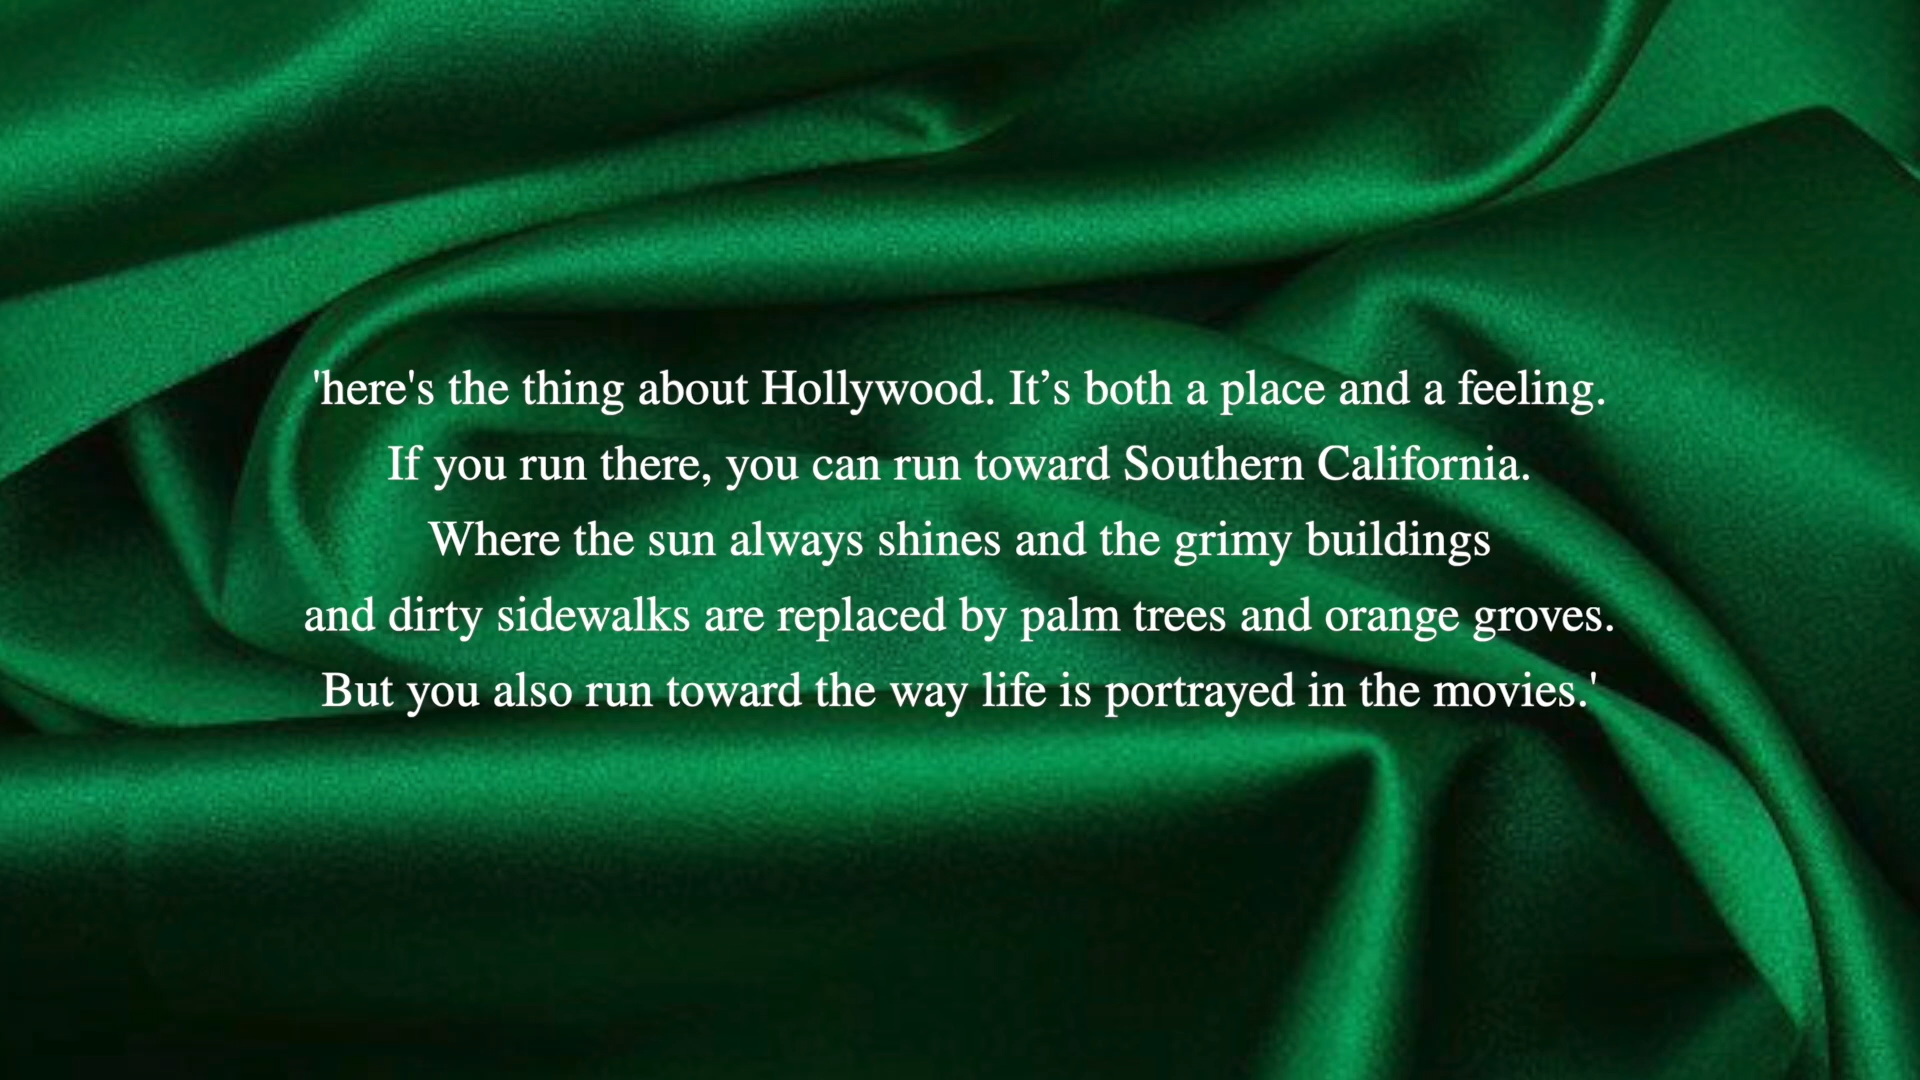 'here's the thing about Hollywood. It’s both a place and a feeling.
If you run there, you can run toward Southern California.
Where the sun always shines and the grimy buildings
and dirty sidewalks are replaced by palm trees and orange groves.
But you also run toward the way life is portrayed in the movies.'